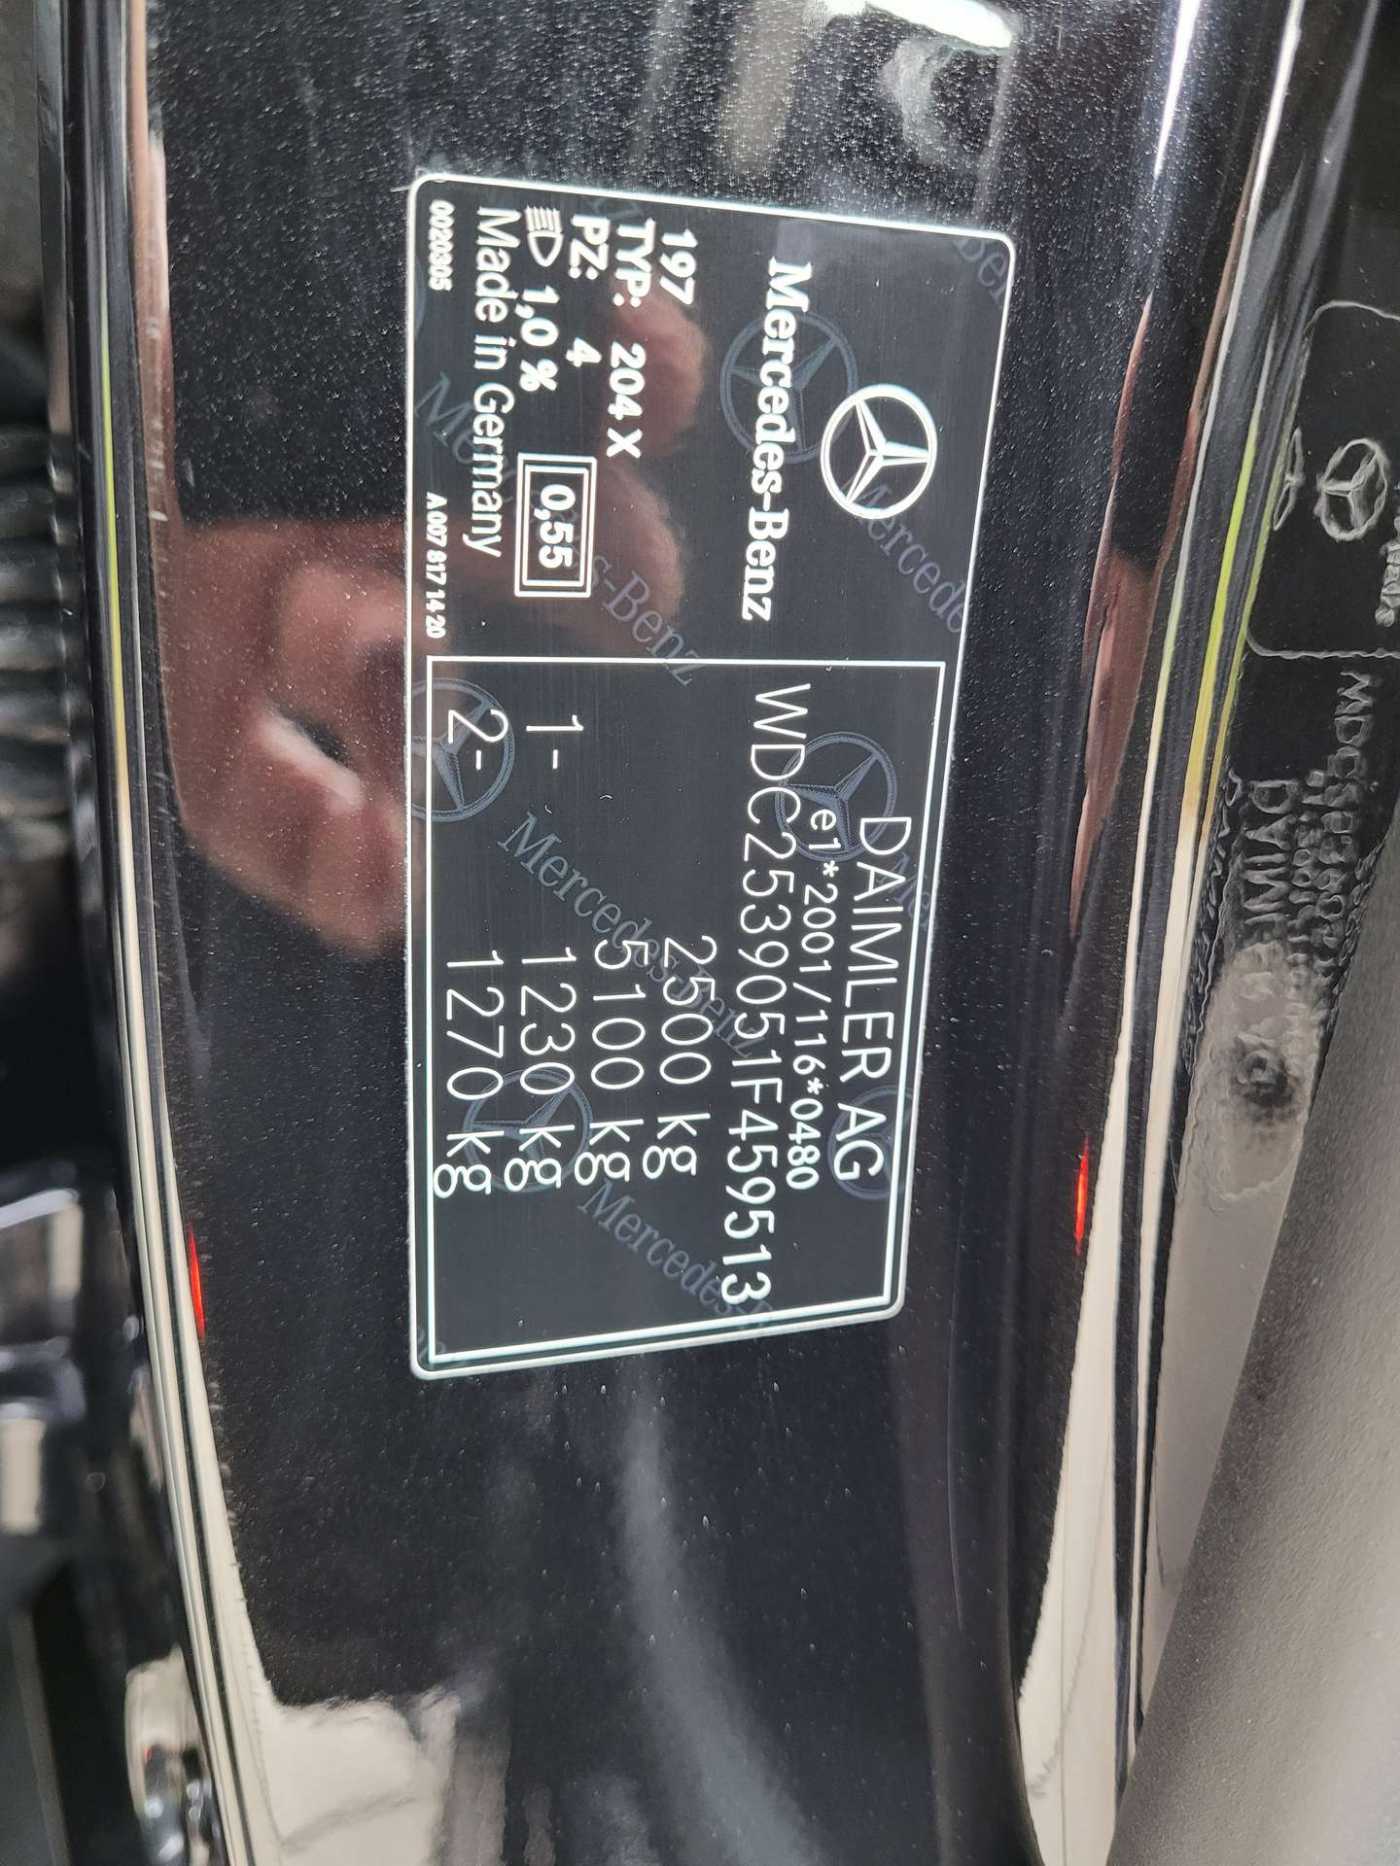 Mercedes-Benz
197
TYP: 204 X
PZ: 4
1,0 %
0,55
Made in Germany
0020305
A 007 817 14 20
DAIMLER AG
e1*2001/116*0480
WDC2539051F459513
2500 kg
5100 kg
1- 1230 kg
2- 1270 kg